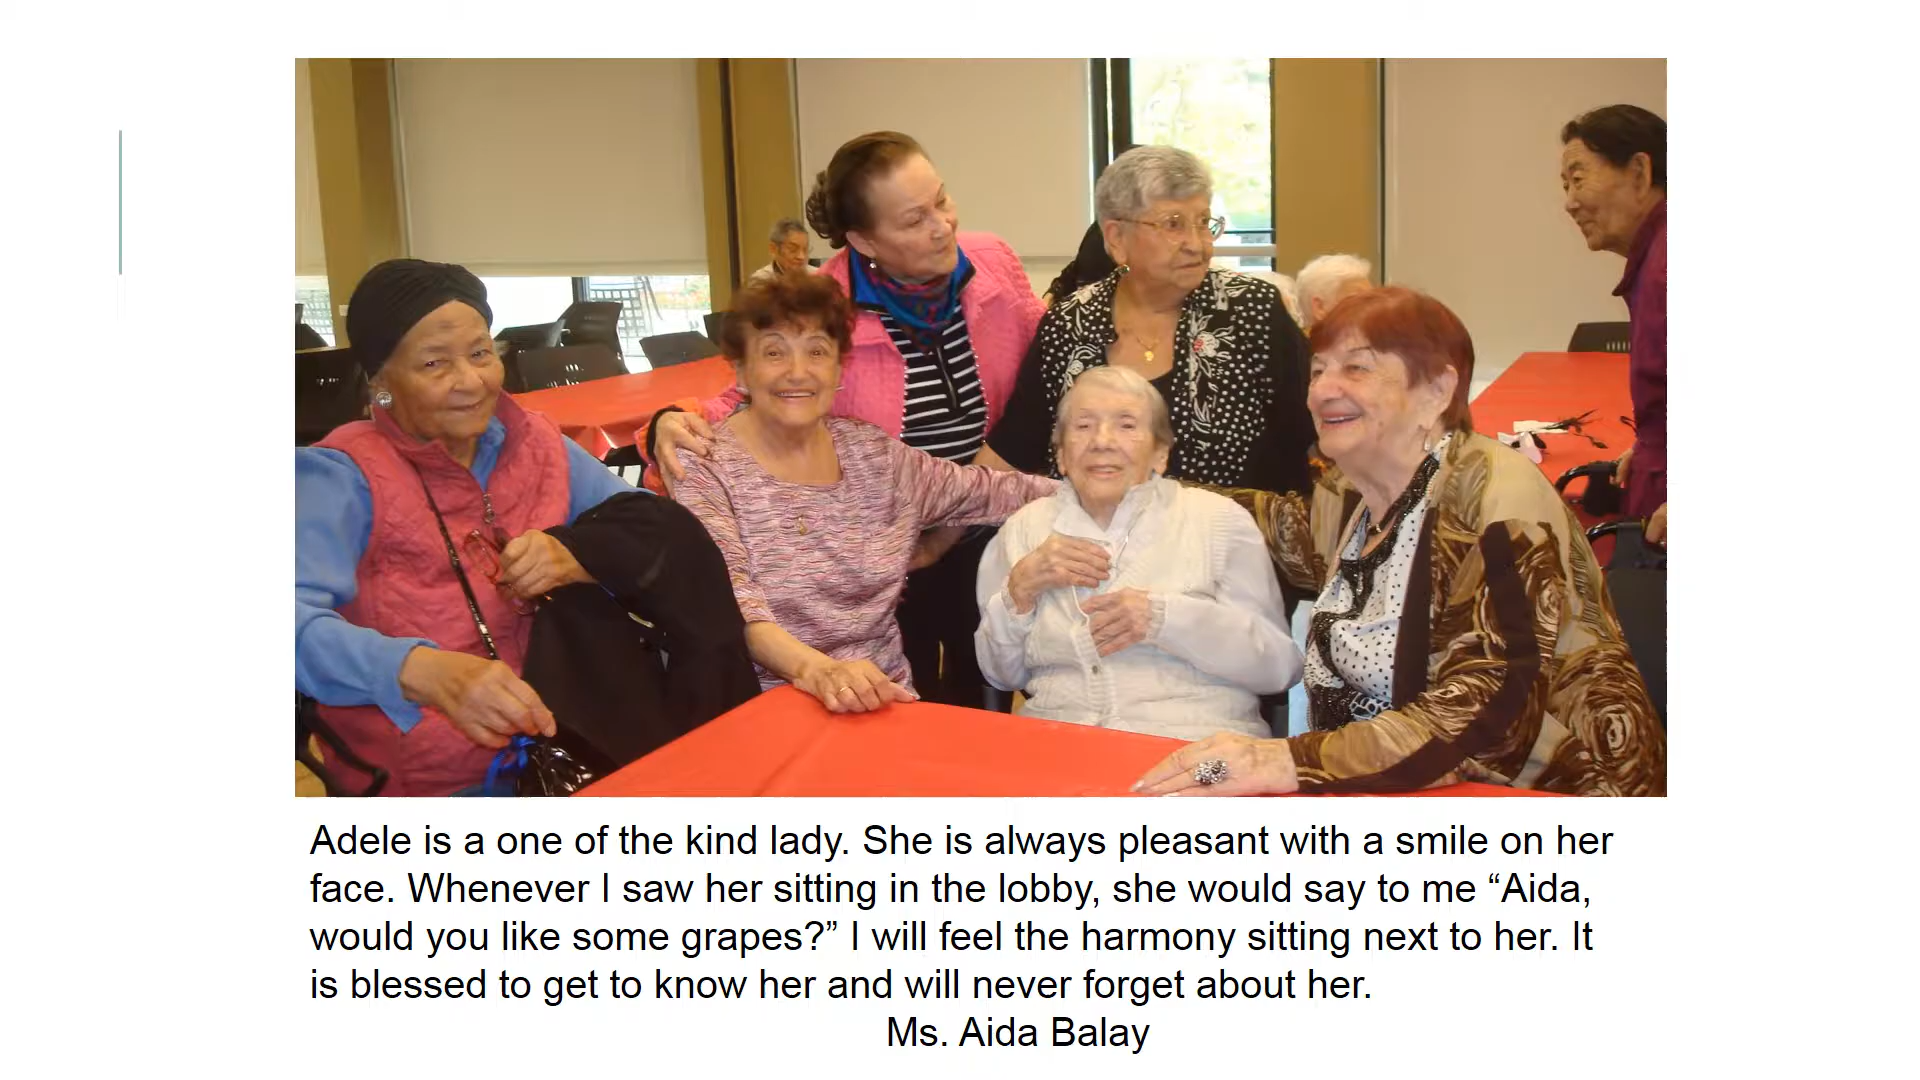 Adele is a one of the kind lady. She is always pleasant with a smile on her
face. Whenever I saw her sitting in the lobby, she would say to me “Aida,
would you like some grapes?” I will feel the harmony sitting next to her. It
is blessed to get to know her and will never forget about her.
Ms. Aida Balay